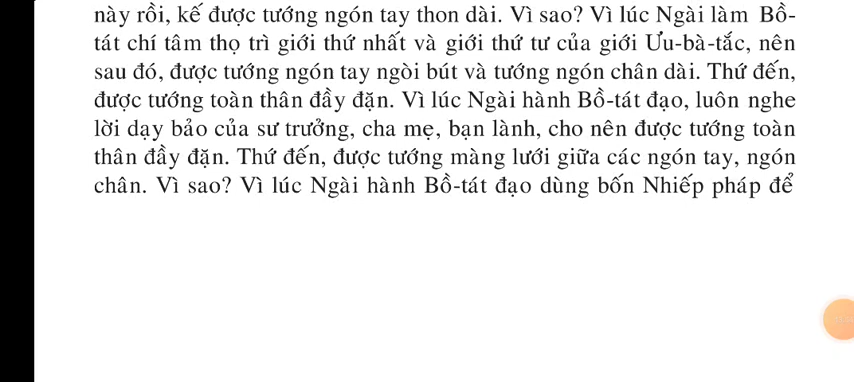 này rồi, kế được tướng ngón tay thon dài. Vì sao? Vì lúc Ngài làm Bồ-
tát chí tâm thọ trì giới thứ nhất và giới thứ tư của giới Ưu-bà-tắc, nên
sau đó, được tướng ngón tay ngòi bút và tướng ngón chân dài. Thứ đến,
được tướng toàn thân đầy đặn. Vì lúc Ngài hành Bồ-tát đạo, luôn nghe
lời dạy bảo của sư trưởng, cha mẹ, bạn lành, cho nên được tướng toàn
thân đầy đặn. Thứ đến, được tướng màng lưới giữa các ngón tay, ngón
chân. Vì sao? Vì lúc Ngài hành Bồ-tát đạo dùng bốn Nhiếp pháp để